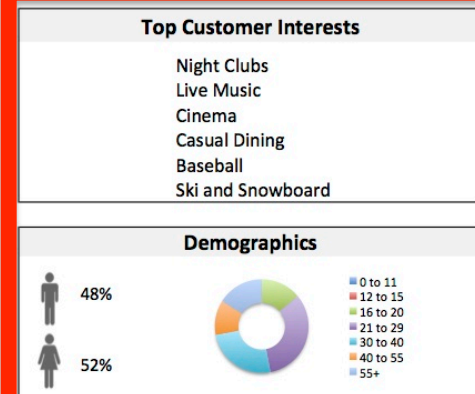 Top Customer Interests
Night Clubs
Live Music
Cinema
Casual Dining
Baseball
Ski and Snowboard
Demographics
48%
52%
0 to 11
12 to 15
16 to 20
21 to 29
30 to 40
40 to 55
55+